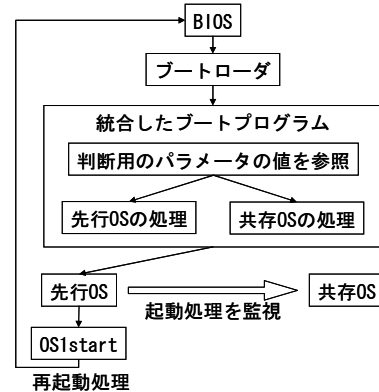 BIOS
ブートローダ
統合したブートプログラム
判断用のパラメータの値を参照
先行OSの処理
共存OSの処理
先行OS
起動処理を監視
共存OS
OS1start
再起動処理